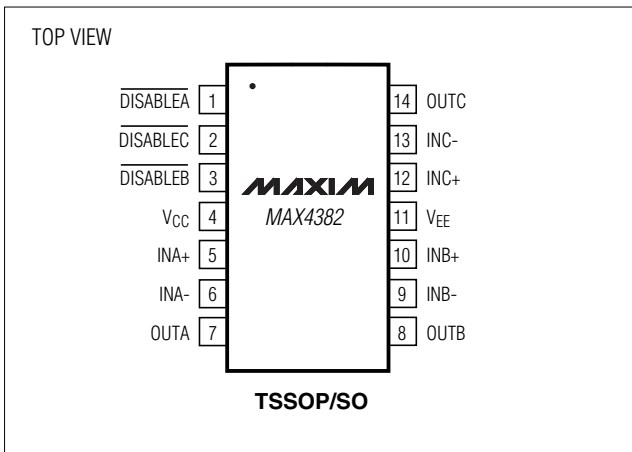 TOP VIEW
DISABLEA 1
DISABLEC 2
DISABLEB 3
VCC 4
INA+ 5
INA- 6
OUTA 7
MAXIM
MAX4382
14 OUTC
13 INC-
12 INC+
11 VEE
10 INB+
9 INB-
8 OUTB
TSSOP/SO